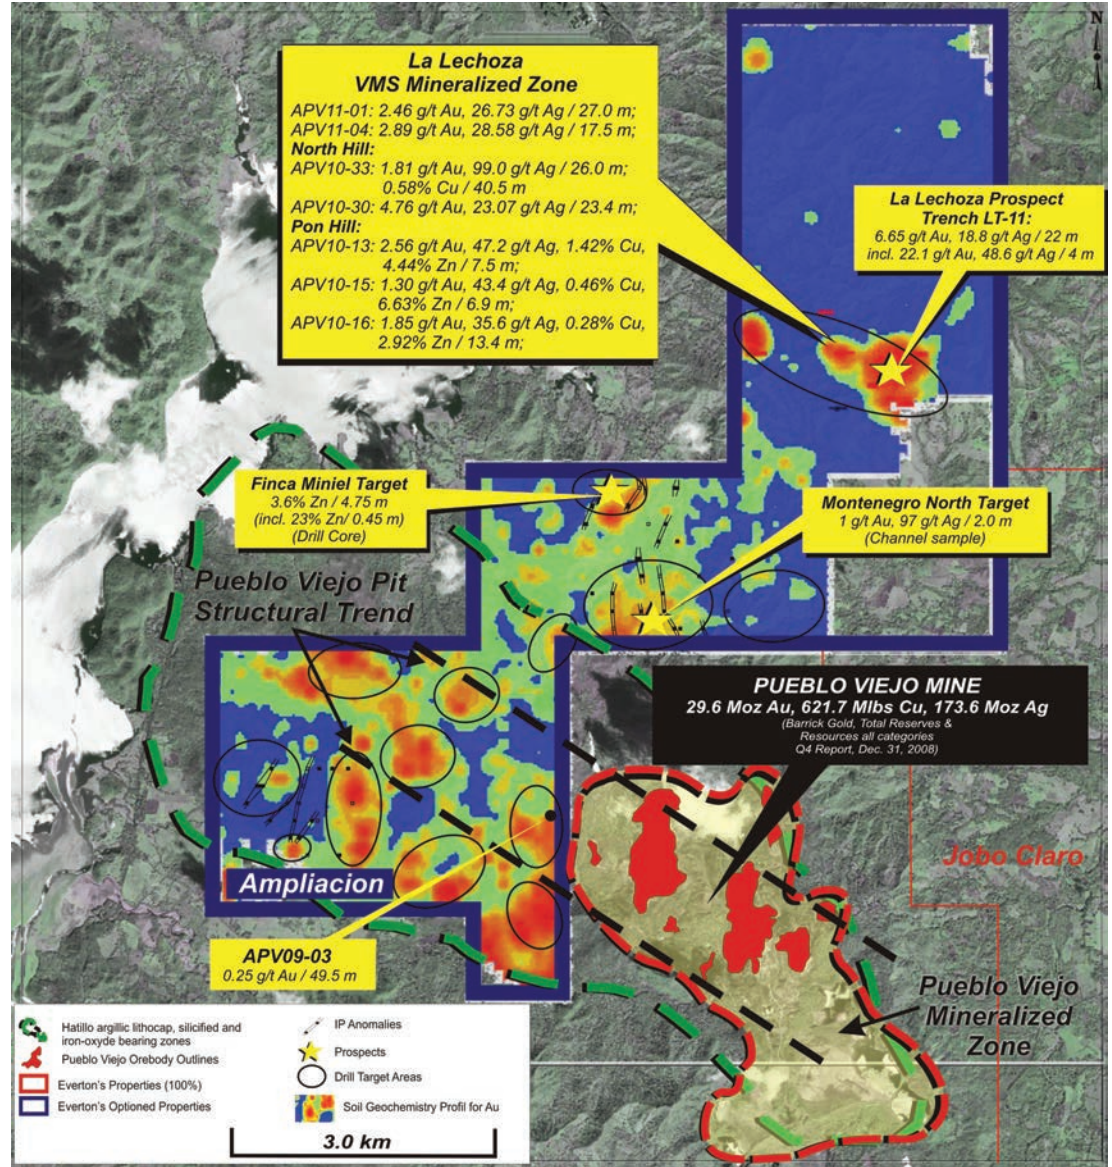 N
La Lechoza
VMS Mineralized Zone
APV11-01: 2.46 g/t Au, 26.73 g/t Ag / 27.0 m;
APV11-04: 2.89 g/t Au, 28.58 g/t Ag / 17.5 m;
North Hill:
APV10-33: 1.81 g/t Au, 99.0 g/t Ag / 26.0 m;
0.58% Cu / 40.5 m
APV10-30: 4.76 g/t Au, 23.07 g/t Ag / 23.4 m;
Pon Hill:
APV10-13: 2.56 g/t Au, 47.2 g/t Ag, 1.42% Cu,
4.44% Zn / 7.5 m;
APV10-15: 1.30 g/t Au, 43.4 g/t Ag, 0.46% Cu,
6.63% Zn / 6.9 m;
APV10-16: 1.85 g/t Au, 35.6 g/t Ag, 0.28% Cu,
2.92% Zn / 13.4 m;
La Lechoza Prospect
Trench LT-11:
6.65 g/t Au, 18.8 g/t Ag / 22 m
incl. 22.1 g/t Au, 48.6 g/t Ag / 4 m
Finca Miniel Target
3.6% Zn / 4.75 m
(incl. 23% Zn/ 0.45 m)
(Drill Core)
Montenegro North Target
1 g/t Au, 97 g/t Ag / 2.0 m
(Channel sample)
Pueblo Viejo Pit
Structural Trend
PUEBLO VIEJO MINE
29.6 Moz Au, 621.7 Mlbs Cu, 173.6 Moz Ag
(Barrick Gold, Total Reserves &
Resources all categories
Q4 Report, Dec. 31, 2008)
Jobo Claro
Ampliacion
APV09-03
0.25 g/t Au / 49.5 m
Pueblo Viejo
Mineralized
Zone
Hatillo argillic lithocap, silicified and
iron-oxyde bearing zones
Pueblo Viejo Orebody Outlines
Everton's Properties (100%)
Everton's Optioned Properties
IP Anomalies
Prospects
Drill Target Areas
Soil Geochemistry Profil for Au
3.0 km